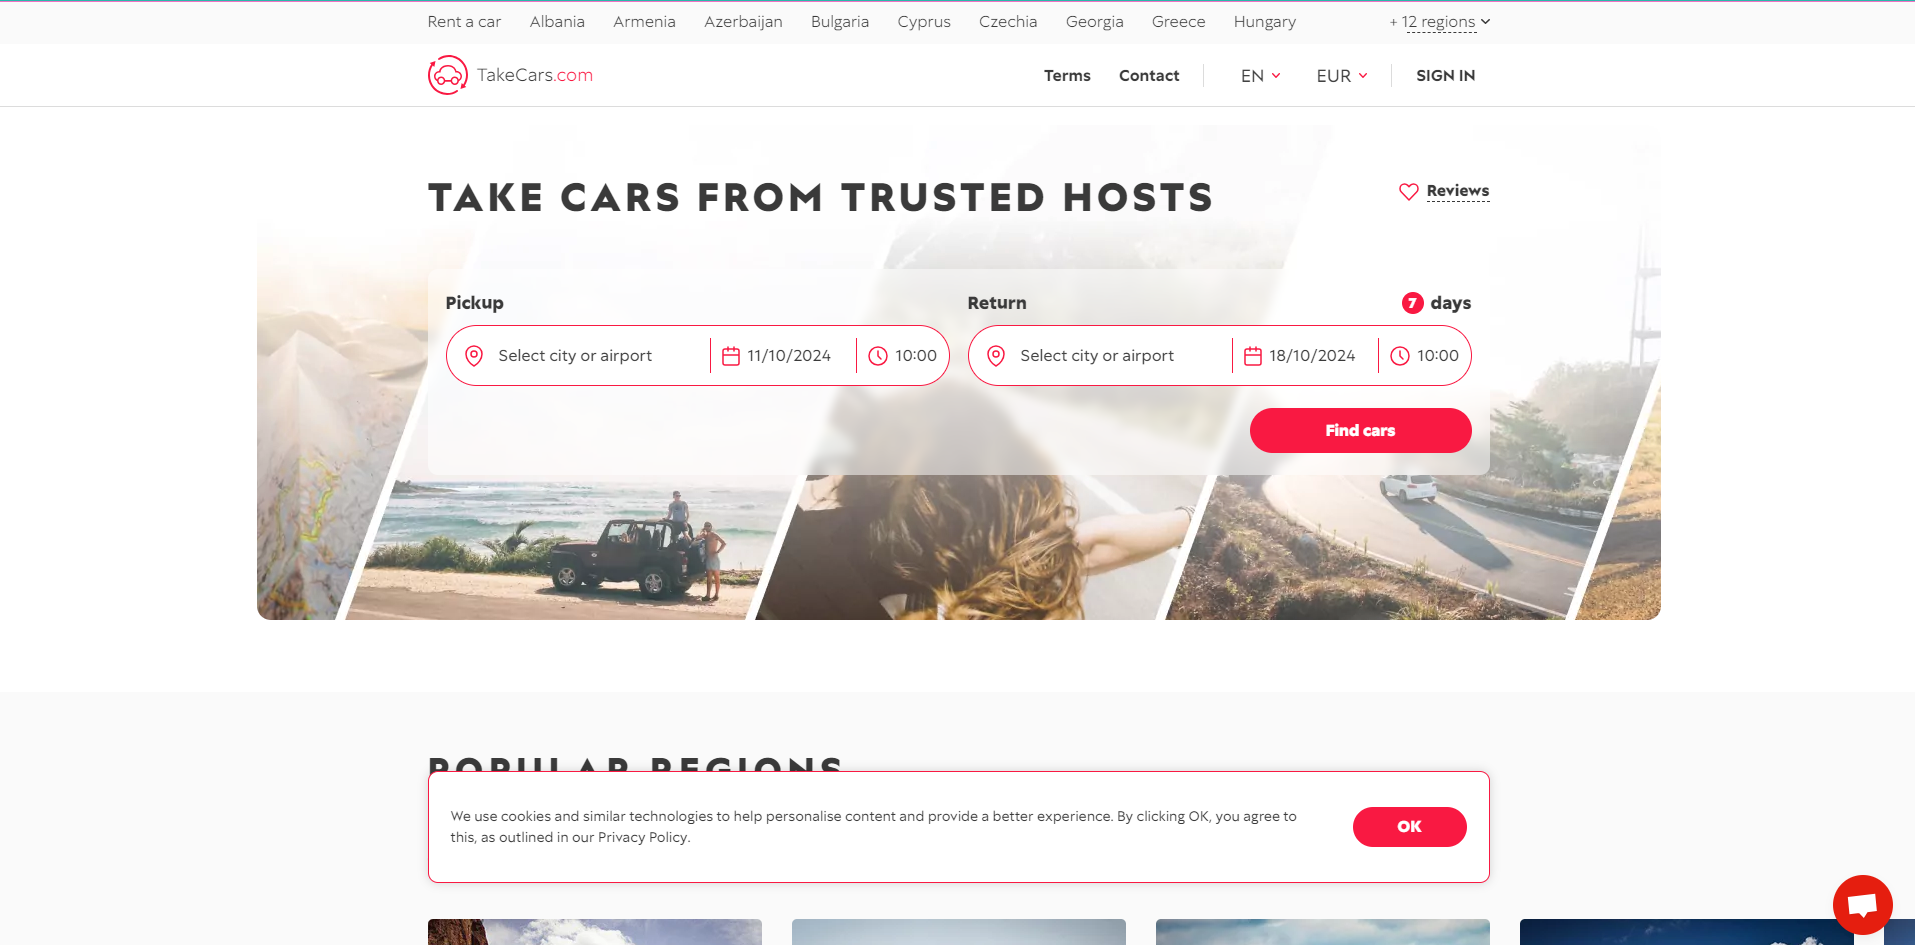 Rent a car Albania Armenia Azerbaijan Bulgaria Cyprus Czechia Georgia Greece Hungary + 12 regions
TakeCars.com Terms Contact EN EUR SIGN IN
TAKE CARS FROM TRUSTED HOSTS Reviews
Pickup Return 7 days
Select city or airport 11/10/2024 10:00 Select city or airport 18/10/2024 10:00
Find cars
POPULAR REGIONS
We use cookies and similar technologies to help personalise content and provide a better experience. By clicking OK, you agree to
this, as outlined in our Privacy Policy.
OK